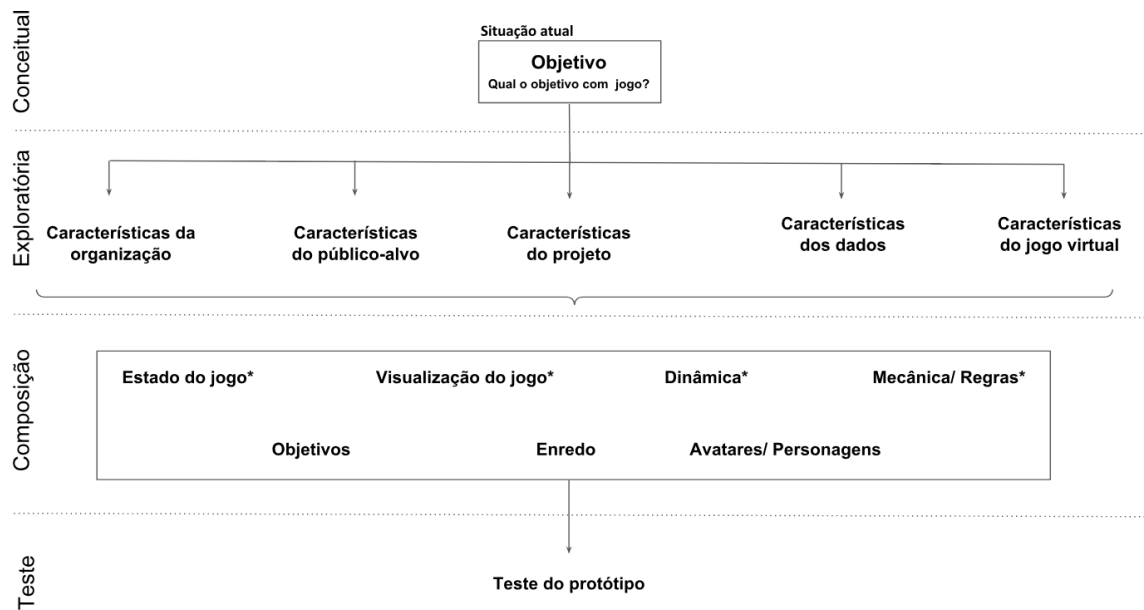 Conceitual
Situação atual
Objetivo
Qual o objetivo com jogo?
Exploratória
Características da
organização
Características
do público-alvo
Características
do projeto
Características
dos dados
Características
do jogo virtual
Composição
Estado do jogo*
Visualização do jogo*
Dinâmica*
Mecânica/ Regras*
Objetivos
Enredo
Avatares/ Personagens
Teste
Teste do protótipo